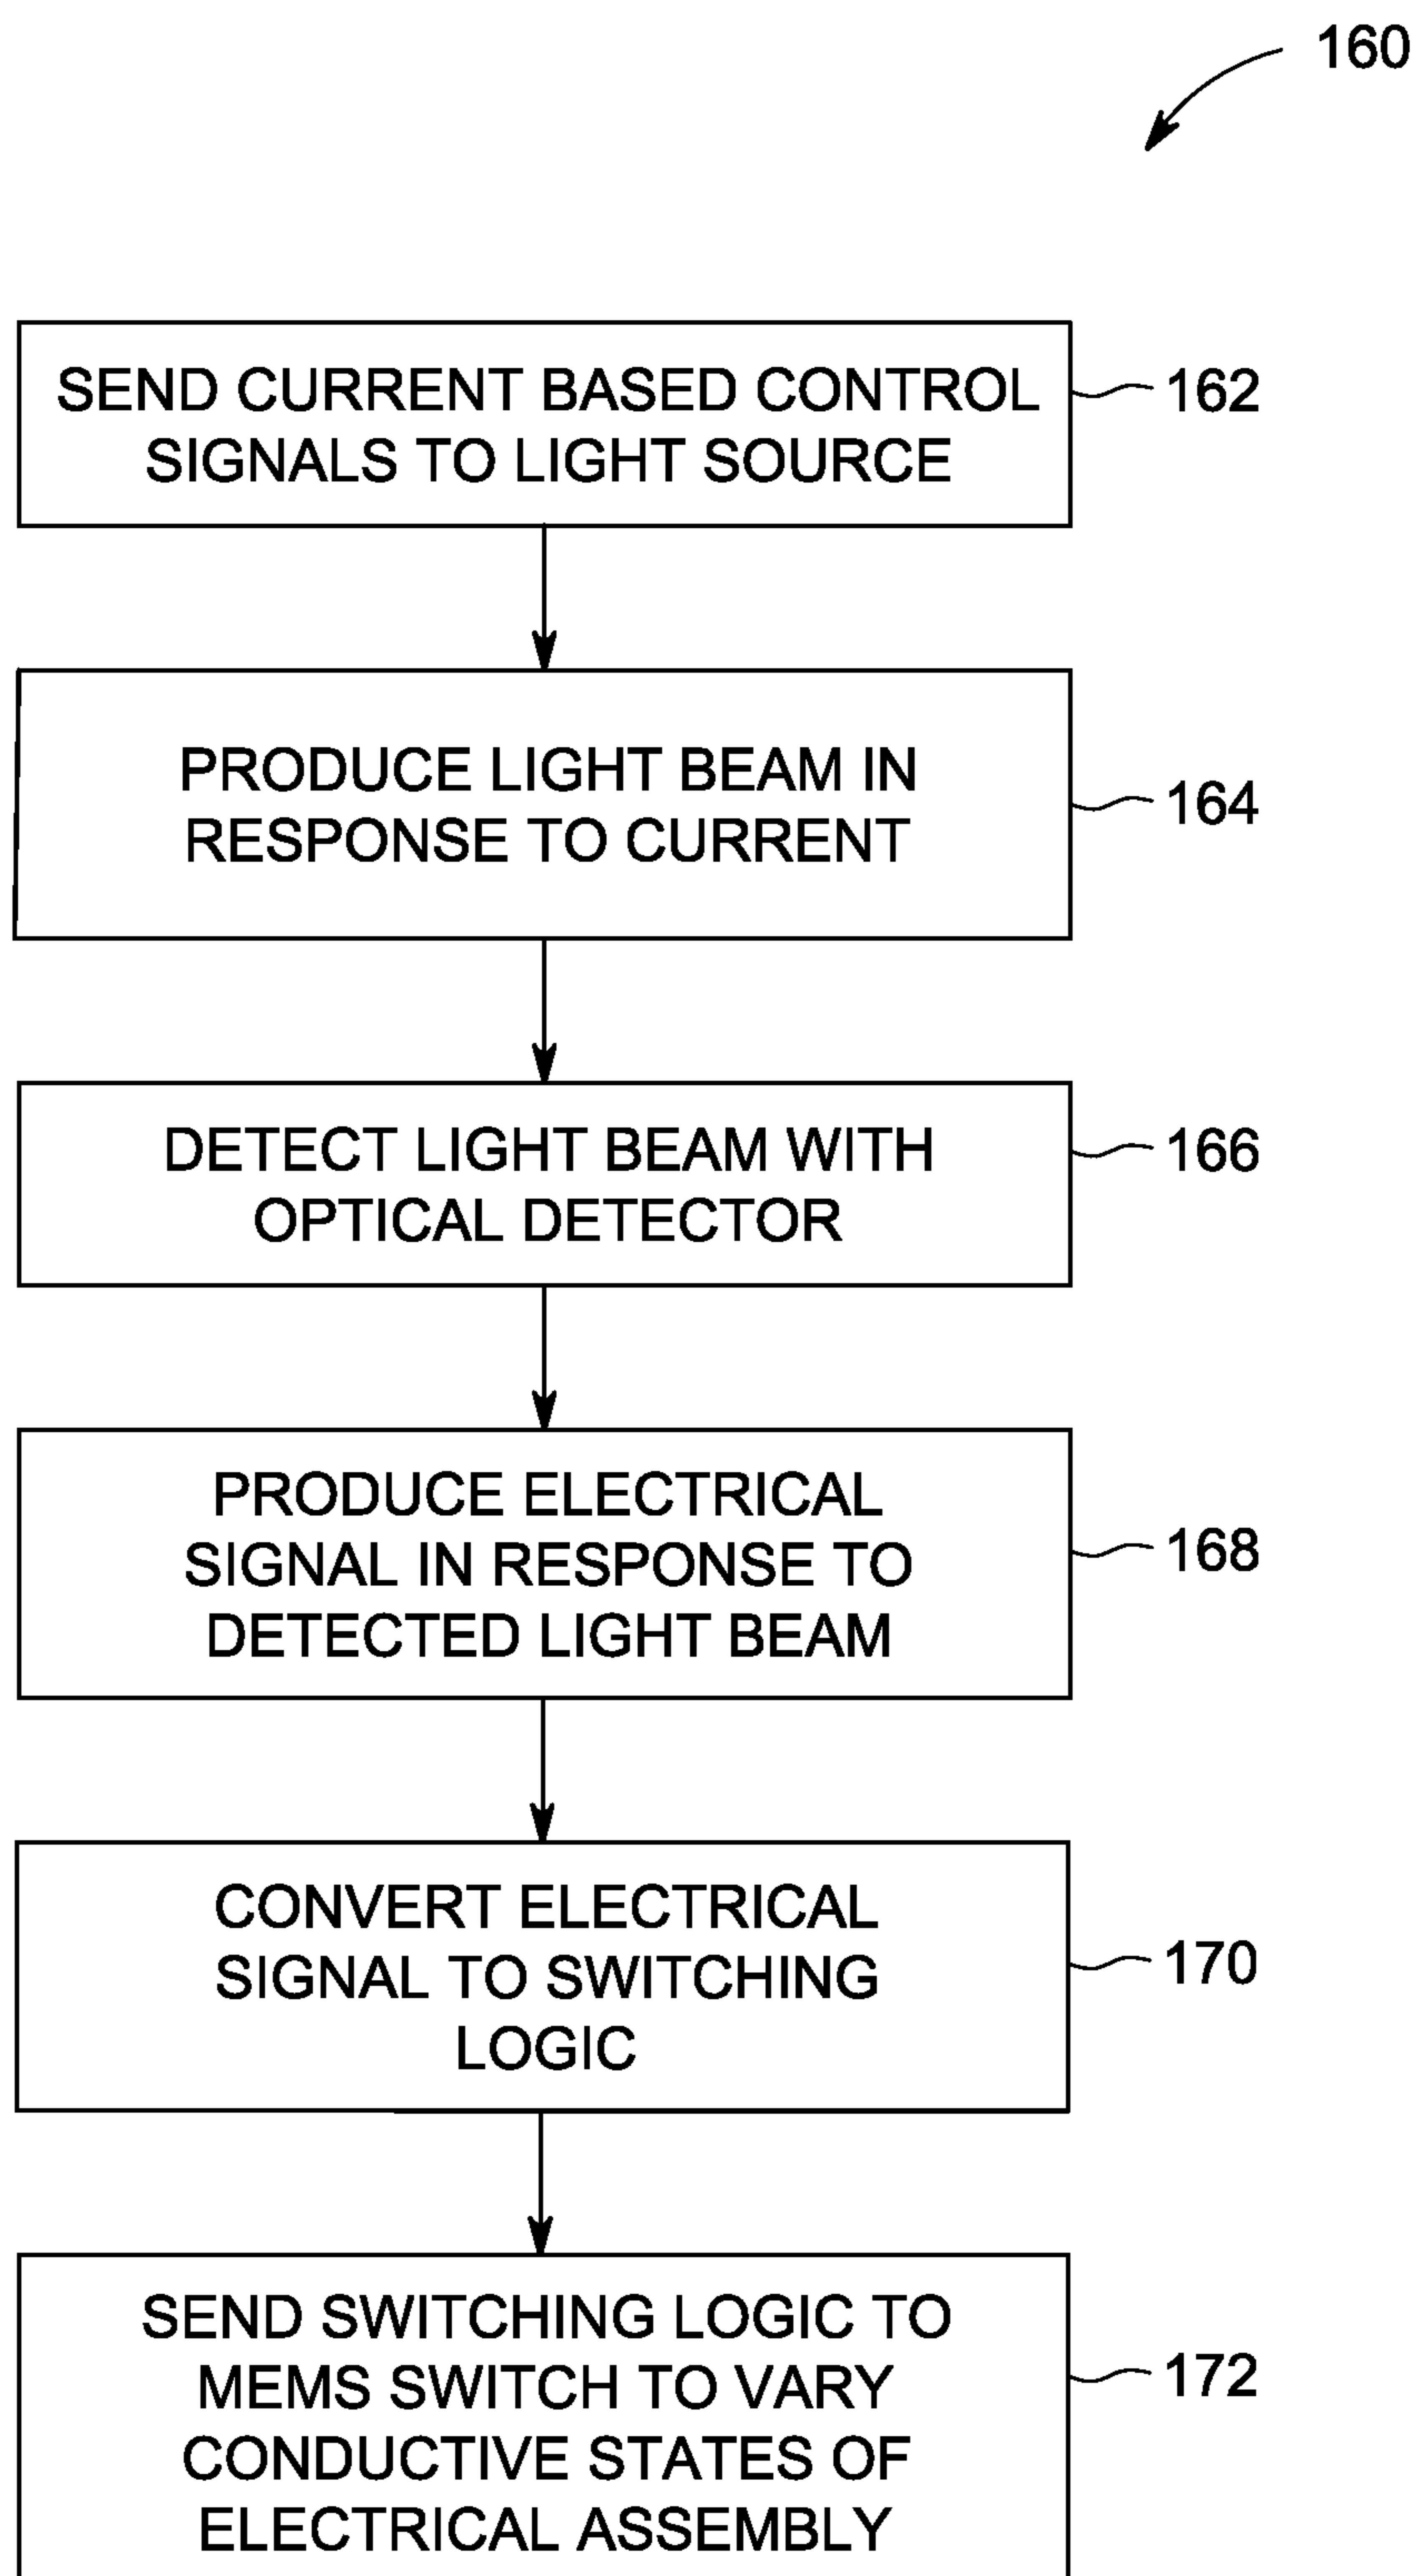 160
SEND CURRENT BASED CONTROL
SIGNALS TO LIGHT SOURCE
162
PRODUCE LIGHT BEAM IN
RESPONSE TO CURRENT
164
DETECT LIGHT BEAM WITH
OPTICAL DETECTOR
166
PRODUCE ELECTRICAL
SIGNAL IN RESPONSE TO
DETECTED LIGHT BEAM
168
CONVERT ELECTRICAL
SIGNAL TO SWITCHING
LOGIC
170
SEND SWITCHING LOGIC TO
MEMS SWITCH TO VARY
CONDUCTIVE STATES OF
ELECTRICAL ASSEMBLY
172